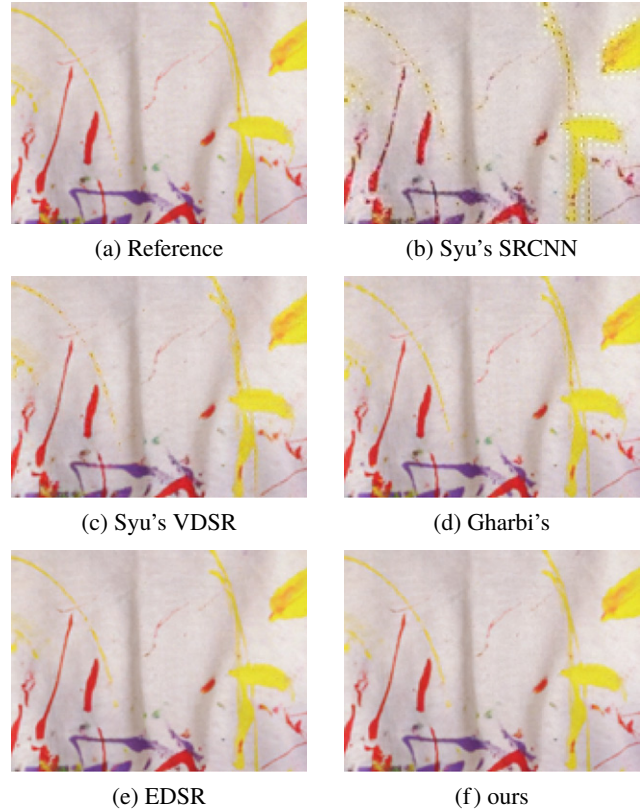 (a) Reference
(b) Syu's SRCNN
(c) Syu's VDSR
(d) Gharbi's
(e) EDSR
(f) ours